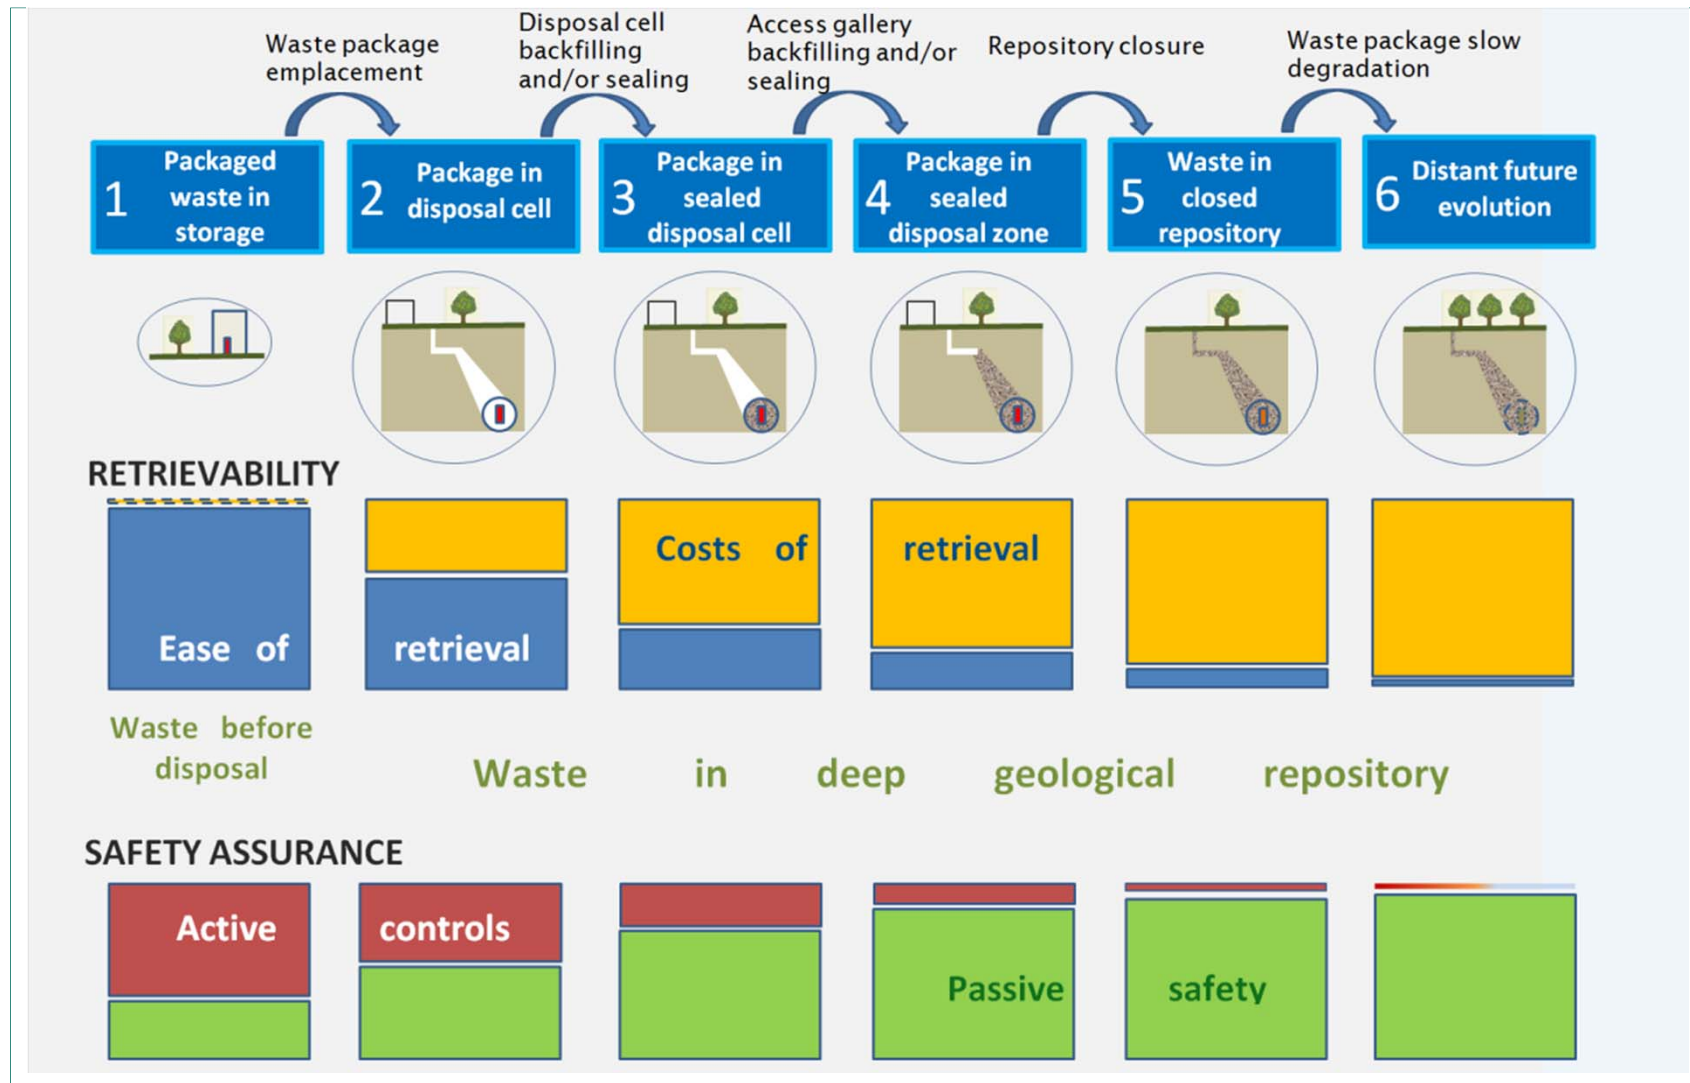 Waste package
emplacement
Disposal cell
backfilling
and/or sealing
Access gallery
backfilling and/or
sealing
Repository closure
Waste package slow
degradation
1
Packaged
waste in
storage
2
Package in
disposal cell
3
Package in
sealed
disposal cell
4
Package in
sealed
disposal zone
5
Waste in
closed
repository
6
Distant future
evolution
RETRIEVABILITY
Costs of retrieval
Ease of retrieval
Waste before
disposal
Waste in deep geological repository
SAFETY ASSURANCE
Active controls
Passive safety